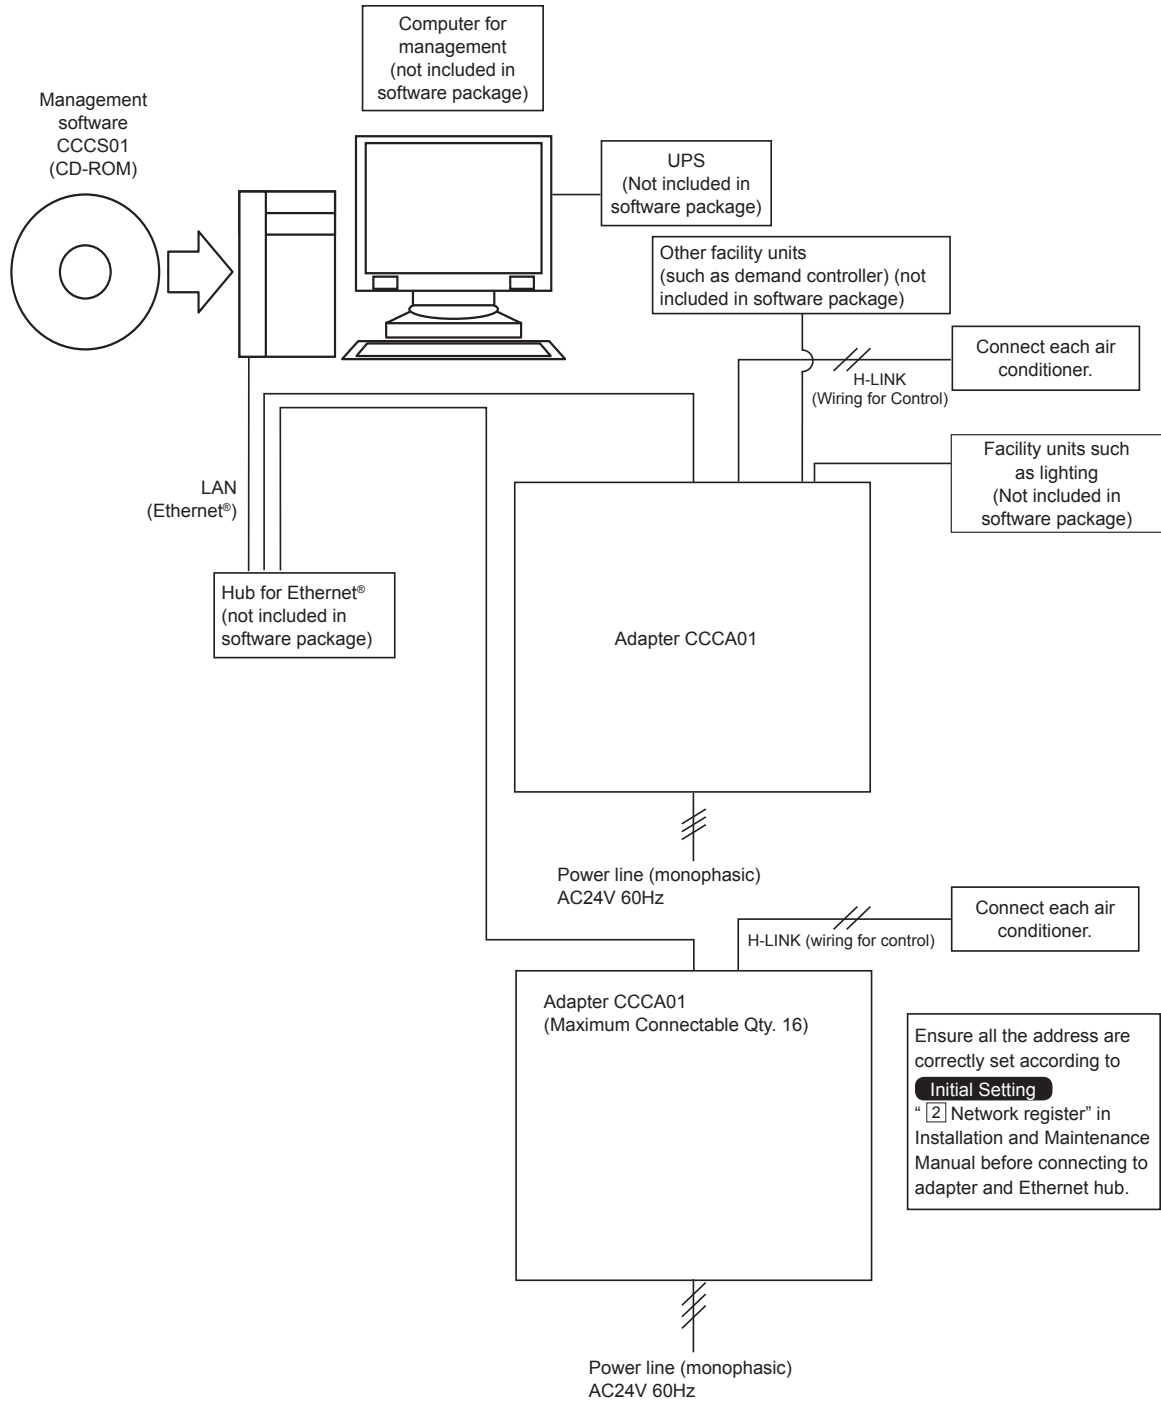 Computer for
management
(not included in
software package)
Management
software
CCCS01
(CD-ROM)
UPS
(Not included in
software package)
Other facility units
(such as demand controller) (not
included in software package)
Connect each air
conditioner.
H-LINK
(Wiring for Control)
Facility units such
as lighting
(Not included in
software package)
LAN
(Ethernet®)
Hub for Ethernet®
(not included in
software package)
Adapter CCCA01
Power line (monophasic)
AC24V 60Hz
Connect each air
conditioner.
H-LINK (wiring for control)
Adapter CCCA01
(Maximum Connectable Qty. 16)
Ensure all the address are
correctly set according to
Initial Setting
“ 2 Network register” in
Installation and Maintenance
Manual before connecting to
adapter and Ethernet hub.
Power line (monophasic)
AC24V 60Hz